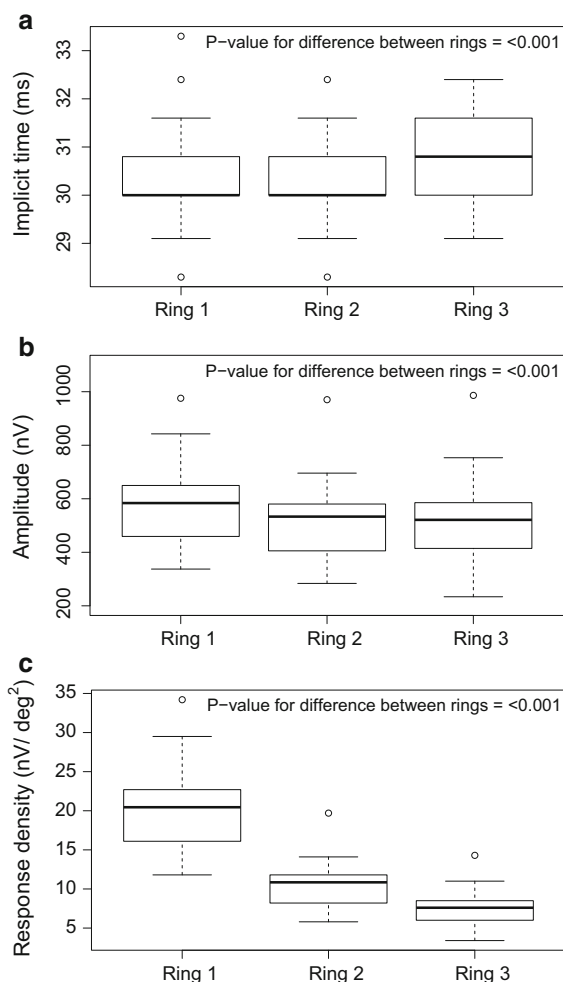 a
P−value for difference between rings = <0.001
Implicit time (ms)
33
32
31
30
29
Ring 1 Ring 2 Ring 3
b
P−value for difference between rings = <0.001
Amplitude (nV)
1000
800
600
400
200
Ring 1 Ring 2 Ring 3
c
P−value for difference between rings = <0.001
Response density (nV/ deg²)
35
30
25
20
15
10
5
Ring 1 Ring 2 Ring 3